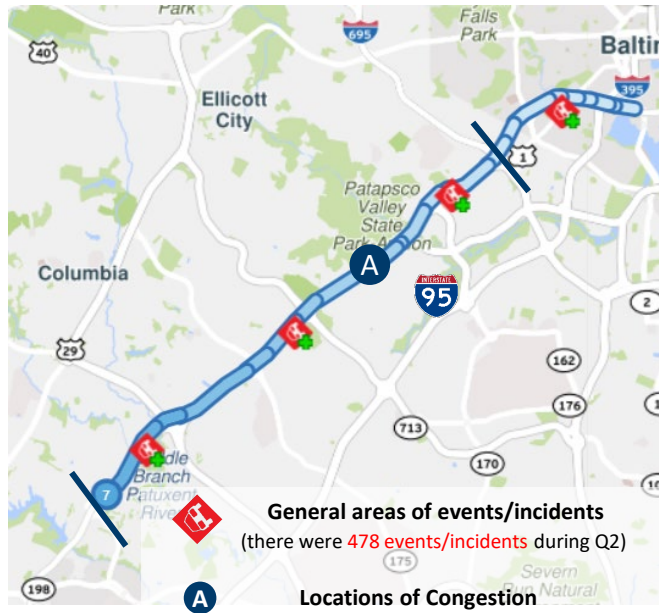 Park
Falls
Park
40
695
Baltin
395
Ellicott
City
1
Patapsco
Valley
State
Park
A
Columbia
INTERSTATE
95
2
29
162
176
713
170
7
Branch
Patuxent
River
General areas of events/incidents
(there were 478 events/incidents during Q2)
175
198
Severn
Run Natural
A
Locations of Congestion